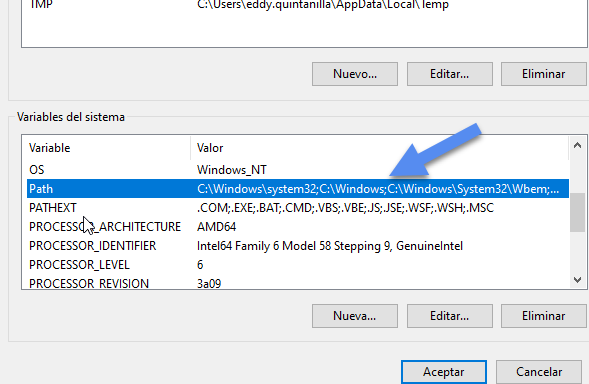 TMP C:\Users\eddy.quintanilla\AppData\Local\Temp
Nuevo... Editar... Eliminar
Variables del sistema
Variable Valor
OS Windows_NT
Path C:\Windows\system32;C:\Windows;C:\Windows\System32\Wbem;...
PATHEXT .COM;.EXE;.BAT;.CMD;.VBS;.VBE;.JS;.JSE;.WSF;.WSH;.MSC
PROCESSOR_ARCHITECTURE AMD64
PROCESSOR_IDENTIFIER Intel64 Family 6 Model 58 Stepping 9, GenuineIntel
PROCESSOR_LEVEL 6
PROCESSOR_REVISION 3a09
Nueva... Editar... Eliminar
Aceptar Cancelar